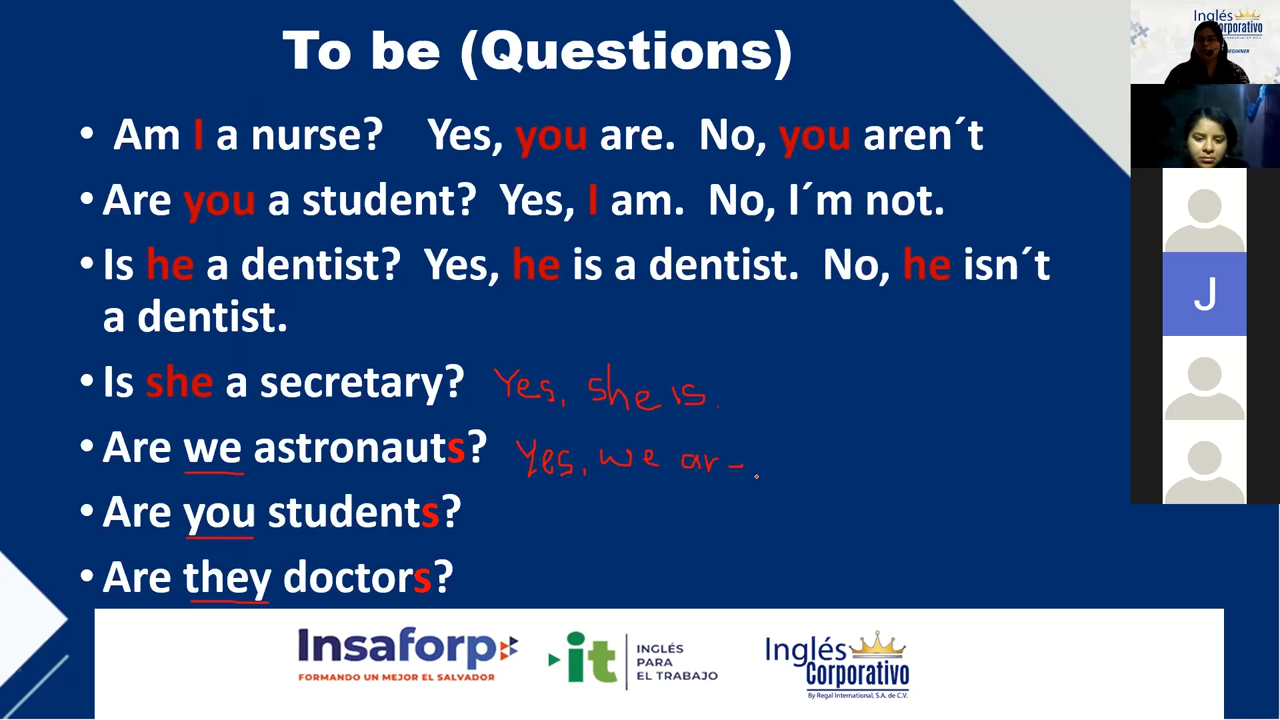 To be (Questions)
• Am I a nurse? Yes, you are. No, you aren´t
• Are you a student? Yes, I am. No, I´m not.
• Is he a dentist? Yes, he is a dentist. No, he isn´t
a dentist.
• Is she a secretary? Yes, she is.
• Are we astronauts? Yes, we ar-
• Are you students?
• Are they doctors?
Insaforp
FORMANDO UN MEJOR EL SALVADOR
it
INGLÉS
PARA
EL TRABAJO
Inglés
Corporativo
By Regal International, S.A. de C.V.
Inglés
Corporativo
BEGINNER
J